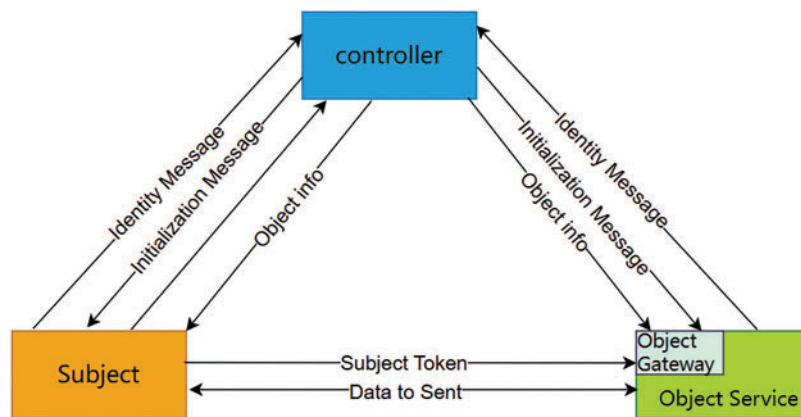 controller
Identity Message
Initialization Message
Object info
Object info
Initialization Message
Identity Message
Subject
Subject Token
Data to Sent
Object
Gateway
Object Service